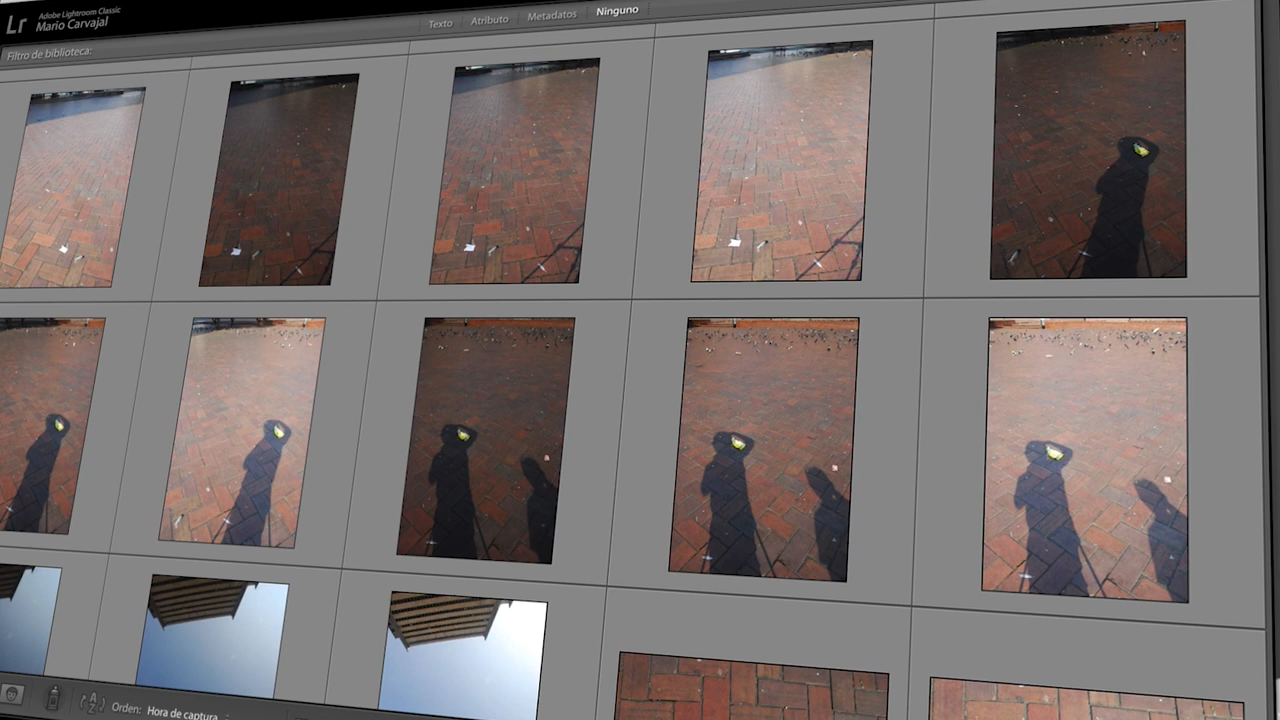 Lr Adobe Lightroom Classic
Mario Carvajal
Texto Atributo Metadatos Ninguno
Filtro de biblioteca:
Orden: Hora de captura